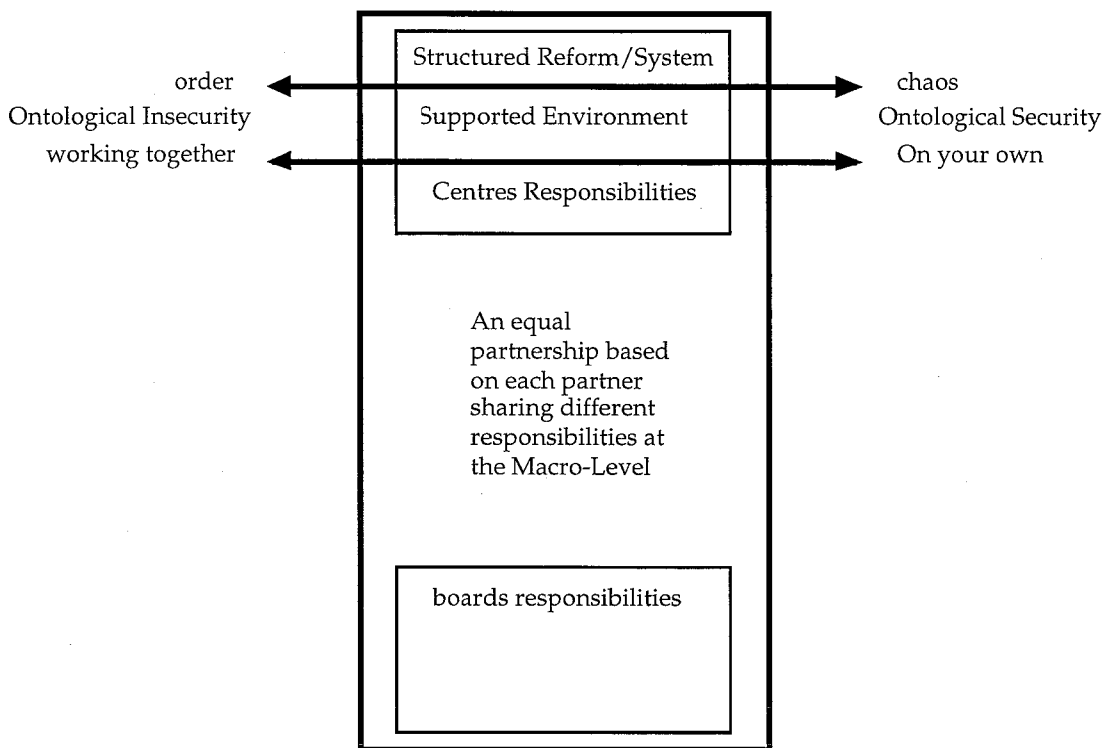 Structured Reform/System
order
chaos
Ontological Insecurity
Supported Environment
Ontological Security
working together
On your own
Centres Responsibilities
An equal
partnership based
on each partner
sharing different
responsibilities at
the Macro-Level
boards responsibilities